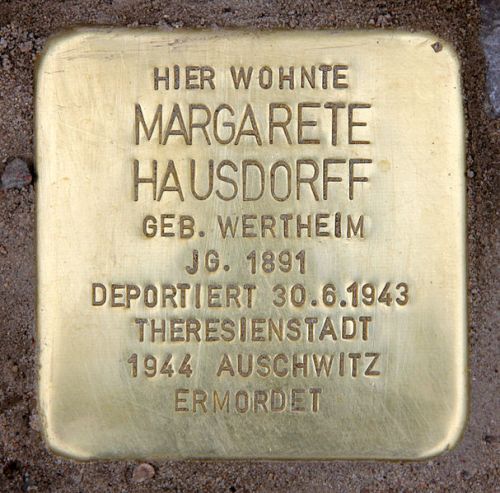 HIER WOHNTE
MARGARETE
HAUSDORFF
GEB. WERTHEIM
JG. 1891
DEPORTIERT 30.6.1943
THERESIENSTADT
1944 AUSCHWITZ
ERMORDET